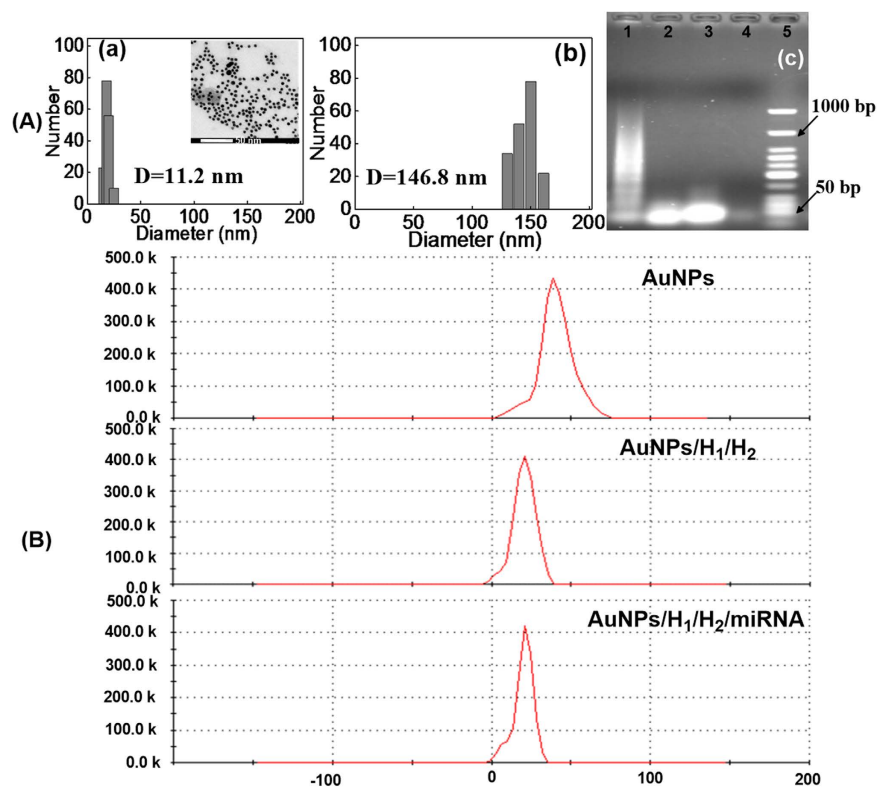 (A)
(a)
100
80
60
40
20
0
Number
D=11.2 nm
50 nm
0 50 100 150 200
Diameter (nm)
(b)
100
80
60
40
20
0
Number
D=146.8 nm
0 50 100 150 200
Diameter (nm)
1 2 3 4 5
(c)
1000 bp
50 bp
(B)
500.0 k
400.0 k
300.0 k
200.0 k
100.0 k
0.0 k
AuNPs
500.0 k
400.0 k
300.0 k
200.0 k
100.0 k
0.0 k
AuNPs/H₁/H₂
500.0 k
400.0 k
300.0 k
200.0 k
100.0 k
0.0 k
AuNPs/H₁/H₂/miRNA
-100 0 100 200